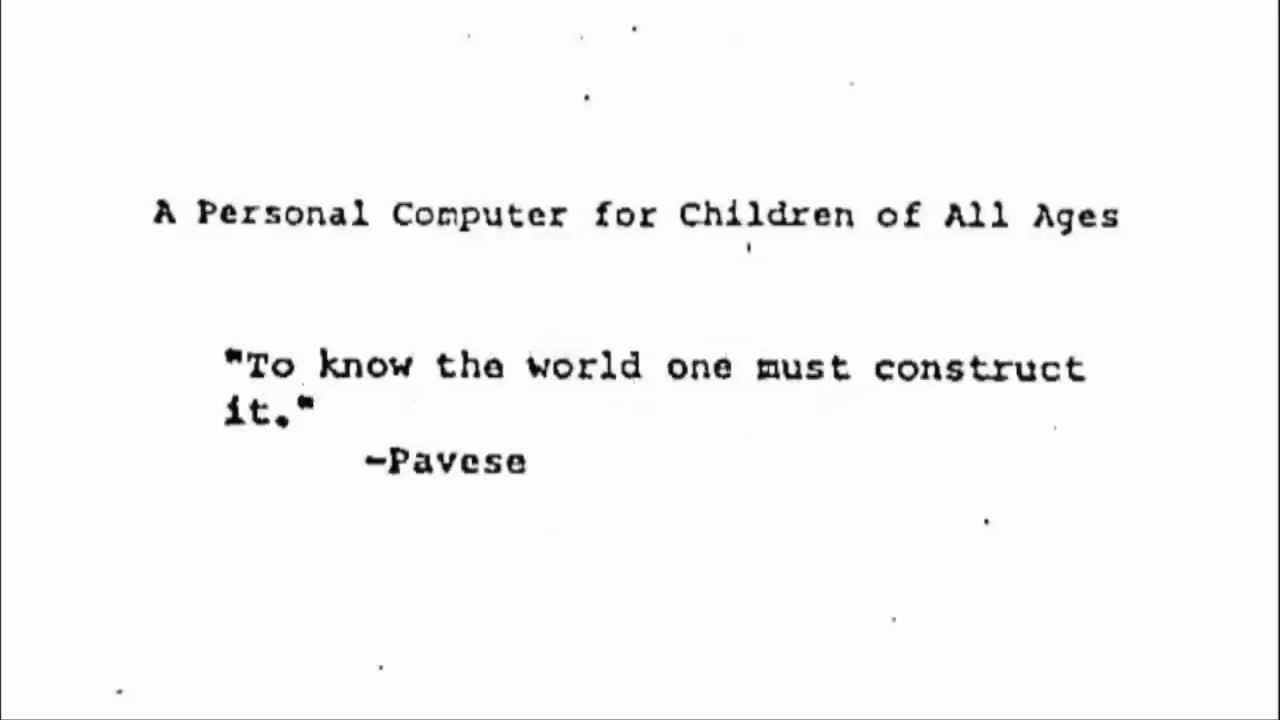 A Personal Computer for Children of All Ages
"To know the world one must construct
it."
-Pavese